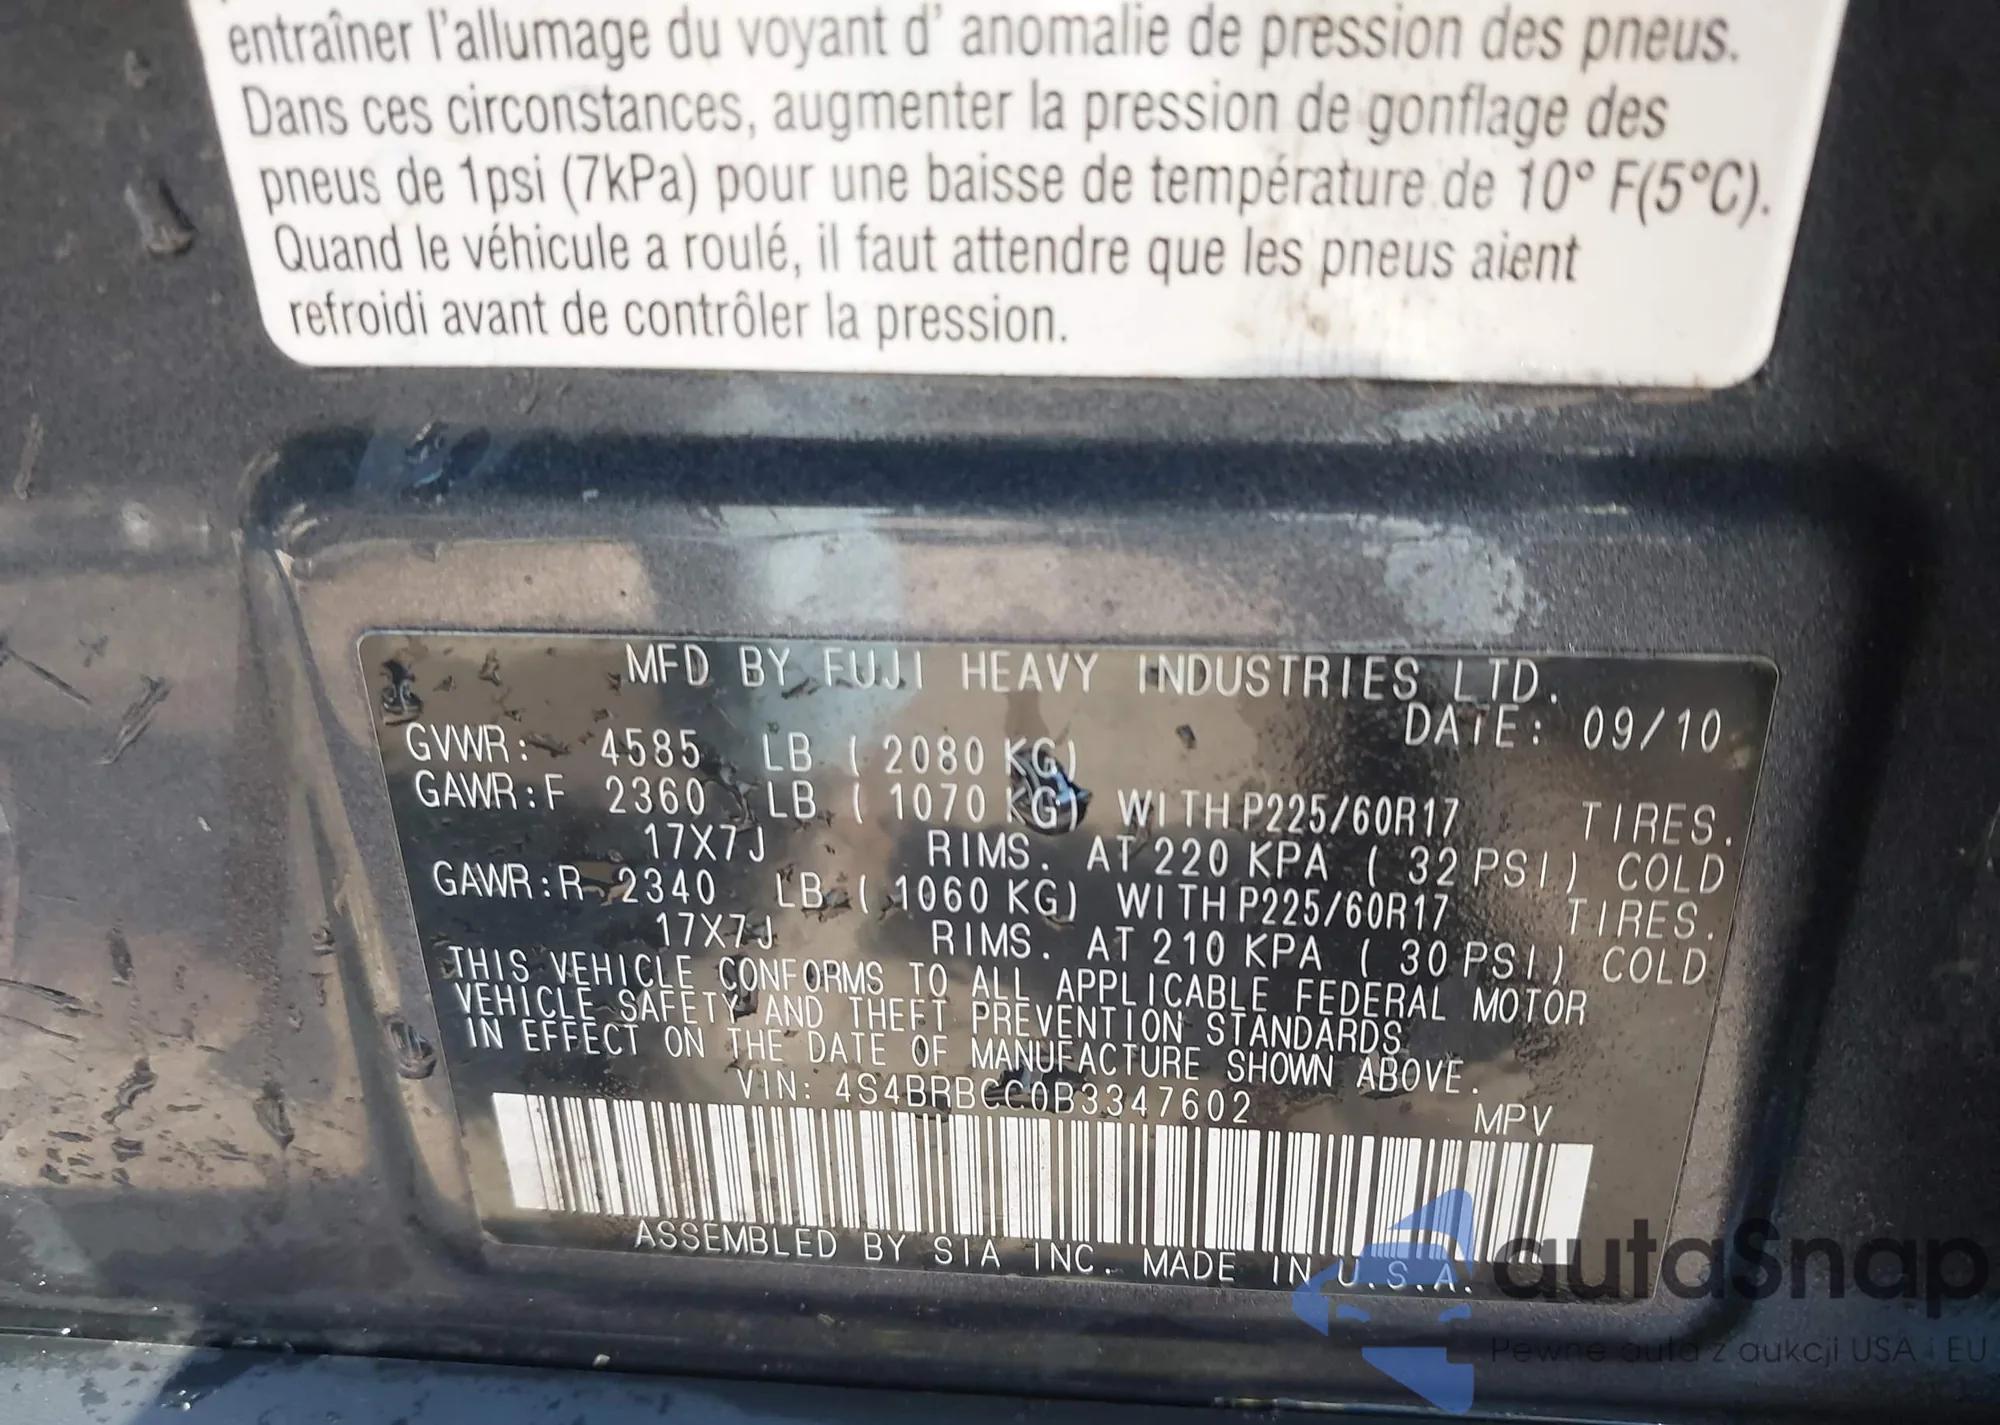 entraîner l'allumage du voyant d' anomalie de pression des pneus.
Dans ces circonstances, augmenter la pression de gonflage des
pneus de 1psi (7kPa) pour une baisse de température de 10° F(5°C).
Quand le véhicule a roulé, il faut attendre que les pneus aient
refroidi avant de contrôler la pression.
MFD BY FUJI HEAVY INDUSTRIES LTD.
DATE: 09/10
GVWR: 4585 LB ( 2080 KG)
GAWR:F 2360 LB ( 1070 KG) WITH P225/60R17 TIRES.
17X7J RIMS. AT 220 KPA ( 32 PSI) COLD
GAWR:R 2340 LB ( 1060 KG) WITH P225/60R17 TIRES.
17X7J RIMS. AT 210 KPA ( 30 PSI) COLD
THIS VEHICLE CONFORMS TO ALL APPLICABLE FEDERAL MOTOR
VEHICLE SAFETY AND THEFT PREVENTION STANDARDS
IN EFFECT ON THE DATE OF MANUFACTURE SHOWN ABOVE.
VIN: 4S4BRBCC0B3347602 MPV
ASSEMBLED BY SIA INC. MADE IN U.S.A.
autaSnap
Pewne auta z aukcji USA i EU